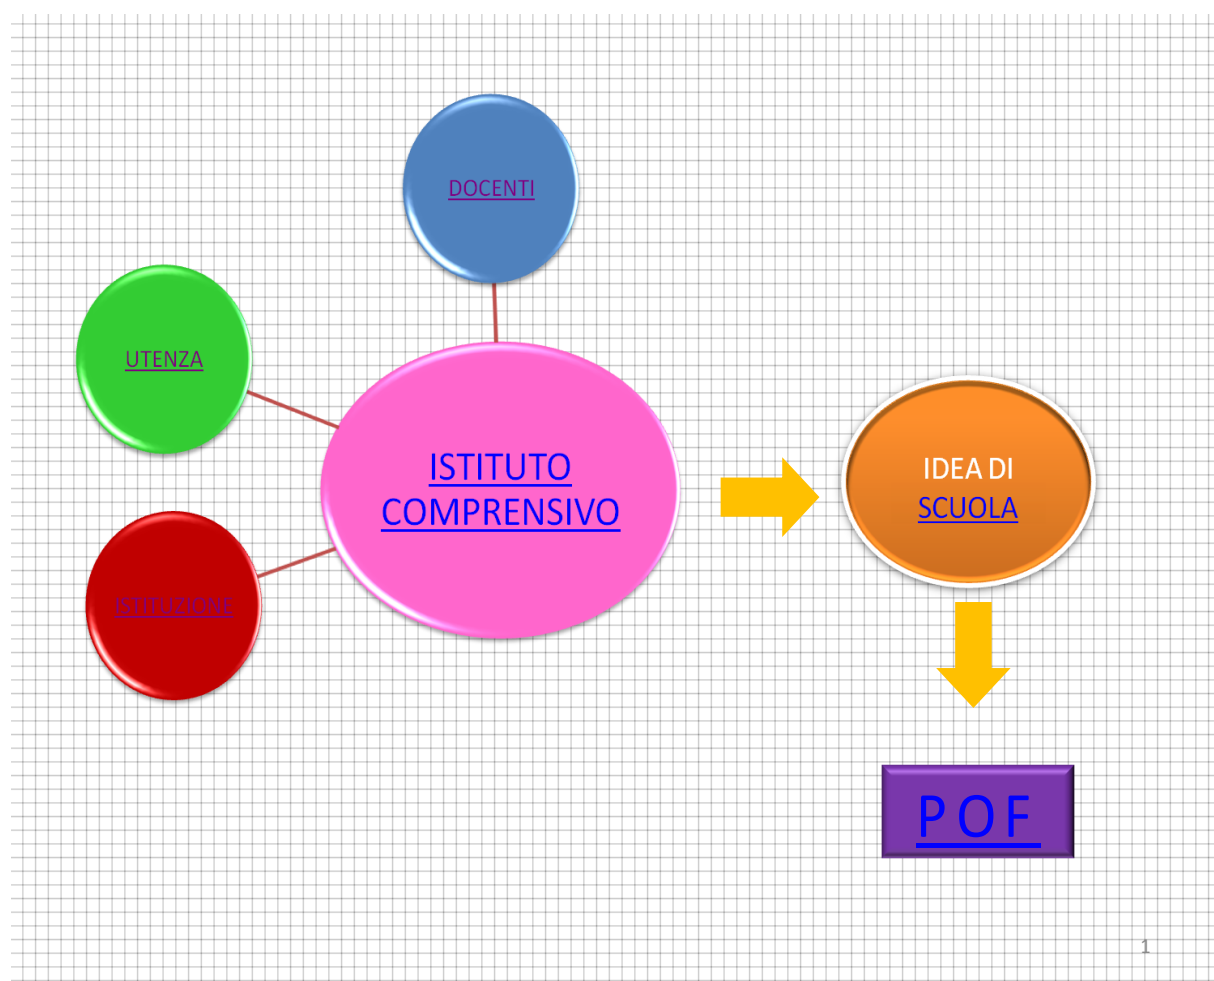 DOCENTI
UTENZA
ISTITUTO
COMPRENSIVO
IDEA DI
SCUOLA
ISTITUZIONE
P O F
1